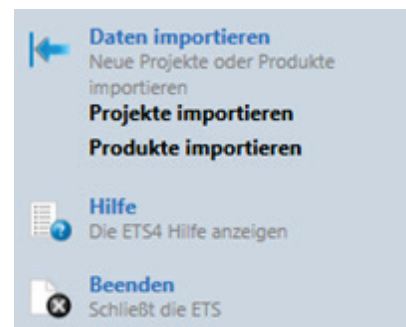 Daten importieren
Neue Projekte oder Produkte
importieren
Projekte importieren
Produkte importieren
Hilfe
Die ETS4 Hilfe anzeigen
Beenden
Schließt die ETS